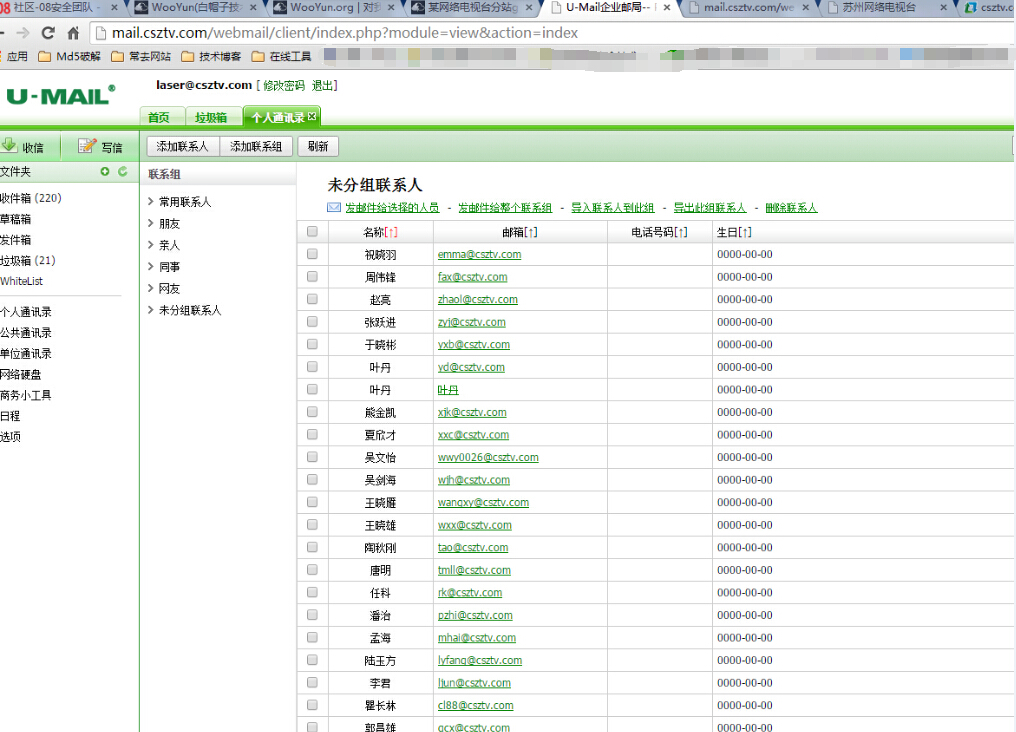 08社区-08安全团队 - WooYun(白帽子技 WooYun.org | 对 某网络电视台分站 U-Mail企业邮局-- mail.csztv.com/we 苏州网络电视台 csztv.c
mail.csztv.com/webmail/client/index.php?module=view&action=index
应用 Md5破解 常去网站 技术博客 在线工具
U-MAIL®
laser@csztv.com [ 修改密码 退出]
首页 垃圾箱 个人通讯录
收信 写信 添加联系人 添加联系组 刷新
文件夹
收件箱 (220)
草稿箱
发件箱
垃圾箱 (21)
WhiteList
个人通讯录
公共通讯录
单位通讯录
网络硬盘
商务小工具
日程
选项
联系组
常用联系人
朋友
亲人
同事
网友
未分组联系人
未分组联系人
发邮件给选择的人员 - 发邮件给整个联系组 - 导入联系人到此组 - 导出此组联系人 - 删除联系人
名称[↑] 邮箱[↑] 电话号码[↑] 生日[↑]
祝晓羽 emma@csztv.com 0000-00-00
周伟锋 fax@csztv.com 0000-00-00
赵亮 zhaol@csztv.com 0000-00-00
张跃进 zyj@csztv.com 0000-00-00
于晓彬 yxb@csztv.com 0000-00-00
叶丹 yd@csztv.com 0000-00-00
叶丹 叶丹 0000-00-00
熊金凯 xjk@csztv.com 0000-00-00
夏欣才 xxc@csztv.com 0000-00-00
吴文怡 wwy0026@csztv.com 0000-00-00
吴剑海 wjh@csztv.com 0000-00-00
王晓雁 wangxy@csztv.com 0000-00-00
王晓雄 wxx@csztv.com 0000-00-00
陶秋刚 tao@csztv.com 0000-00-00
唐明 tmll@csztv.com 0000-00-00
任科 rk@csztv.com 0000-00-00
潘治 pzhi@csztv.com 0000-00-00
孟海 mhai@csztv.com 0000-00-00
陆玉方 lyfang@csztv.com 0000-00-00
李君 ljun@csztv.com 0000-00-00
瞿长林 cl88@csztv.com 0000-00-00
郭昌雄 gcx@csztv.com 0000-00-00